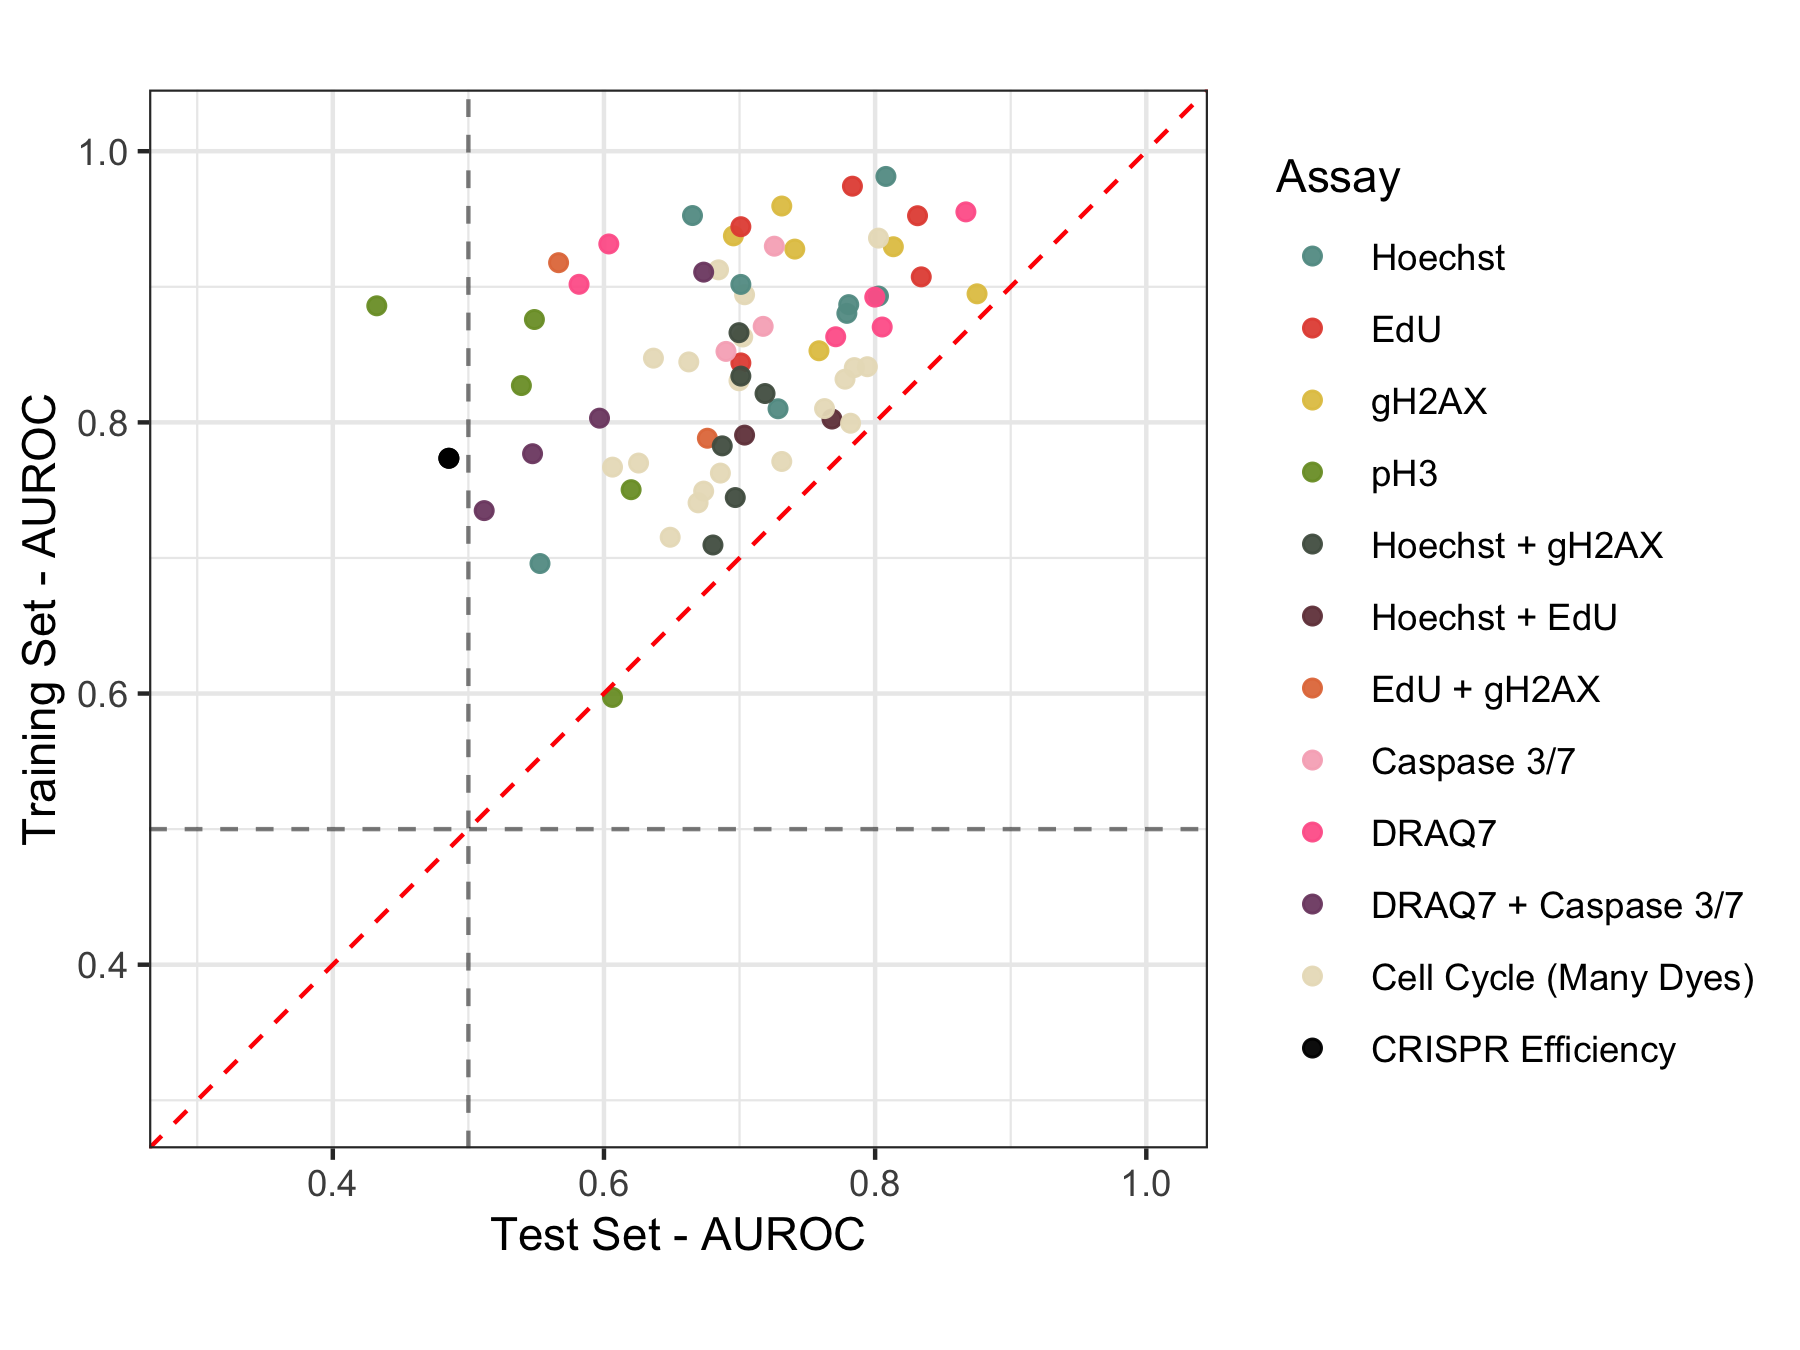 Training Set - AUROC
1.0
0.8
0.6
0.4
0.4
0.6
0.8
1.0
Test Set - AUROC
Assay
Hoechst
EdU
gH2AX
pH3
Hoechst + gH2AX
Hoechst + EdU
EdU + gH2AX
Caspase 3/7
DRAQ7
DRAQ7 + Caspase 3/7
Cell Cycle (Many Dyes)
CRISPR Efficiency